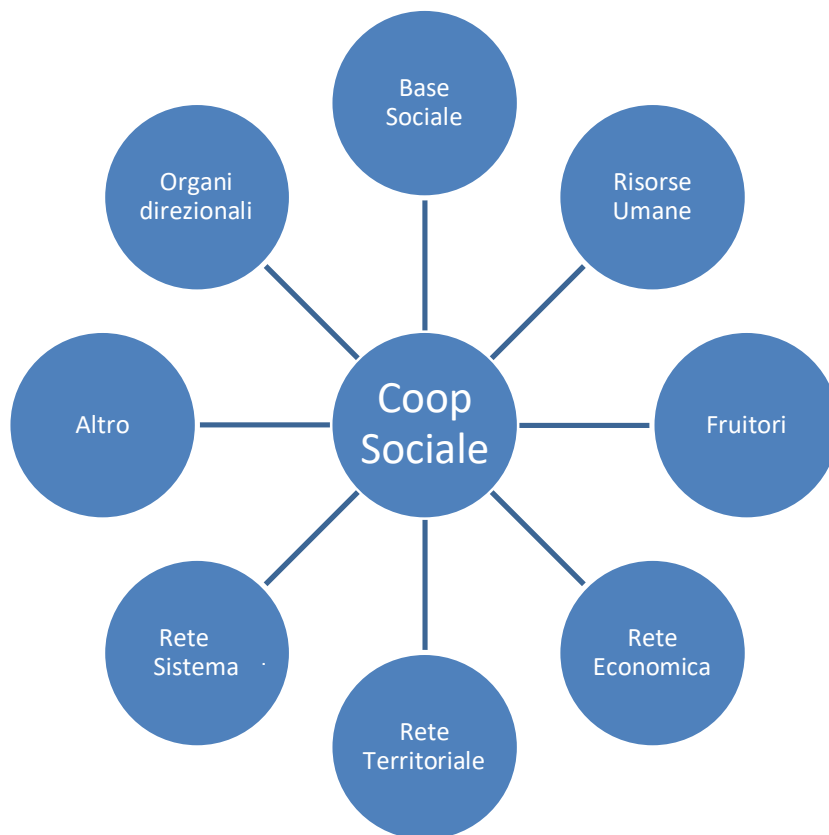 Base
Sociale
Organi
direzionali
Risorse
Umane
Altro
Coop
Sociale
Fruitori
Rete
Sistema .
Rete
Economica
Rete
Territoriale